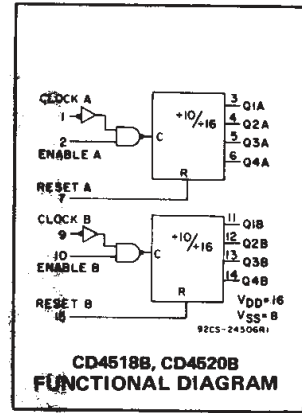 CLOCK A
1
2
ENABLE A
C
÷10/÷16
3 Q1A
4 Q2A
5 Q3A
6 Q4A
R
RESET A
7
CLOCK B
9
10
ENABLE B
C
÷10/÷16
11 Q1B
12 Q2B
13 Q3B
14 Q4B
R
RESET B
15
VDD=16
VSS=8
92CS-24506R1
CD4518B, CD4520B
FUNCTIONAL DIAGRAM